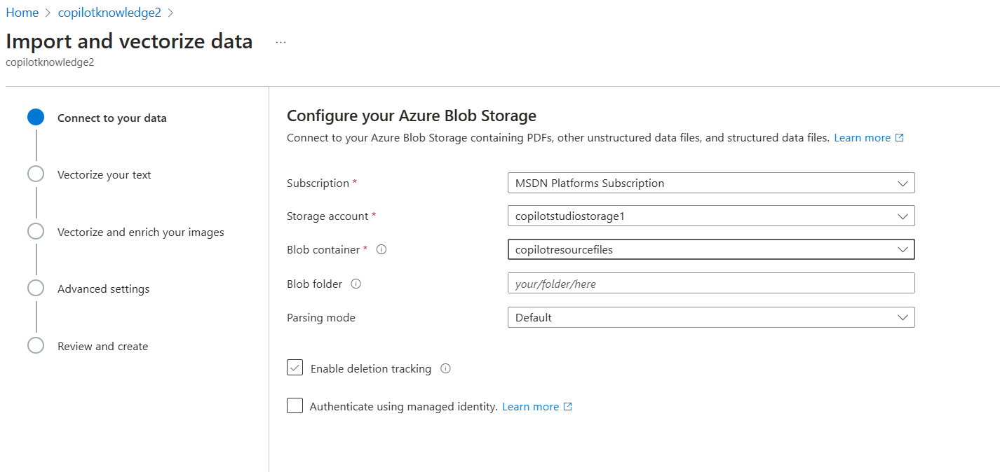 Home > copilotknowledge2 >
Import and vectorize data ...
copilotknowledge2
Connect to your data
Vectorize your text
Vectorize and enrich your images
Advanced settings
Review and create
Configure your Azure Blob Storage
Connect to your Azure Blob Storage containing PDFs, other unstructured data files, and structured data files. Learn more
Subscription * MSDN Platforms Subscription
Storage account * copilotstudiostorage1
Blob container * copilotresourcefiles
Blob folder your/folder/here
Parsing mode Default
Enable deletion tracking
Authenticate using managed identity. Learn more